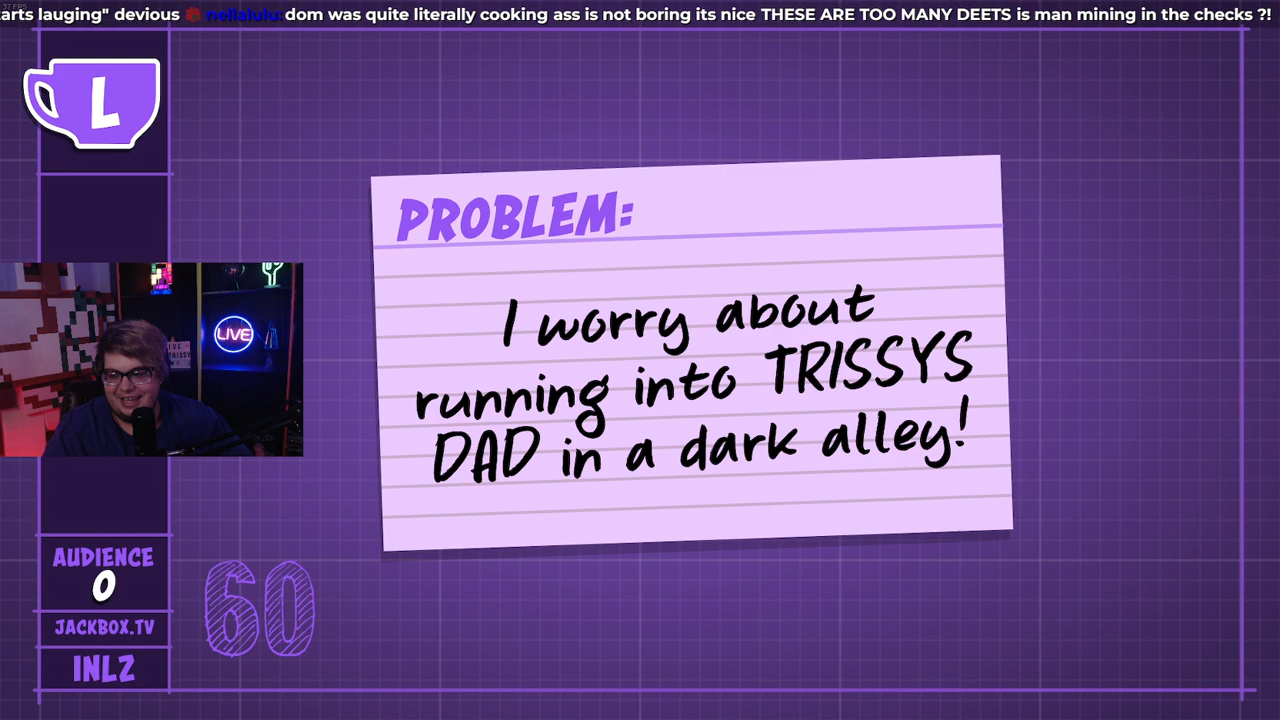 37 FPS
arts lauging" devious nellalulu: dom was quite literally cooking ass is not boring its nice THESE ARE TOO MANY DEETS is man mining in the checks ?!
L
PROBLEM:
I worry about
running into TRISSYS
DAD in a dark alley!
LIVE
AUDIENCE
0
JACKBOX.TV
INLZ
60